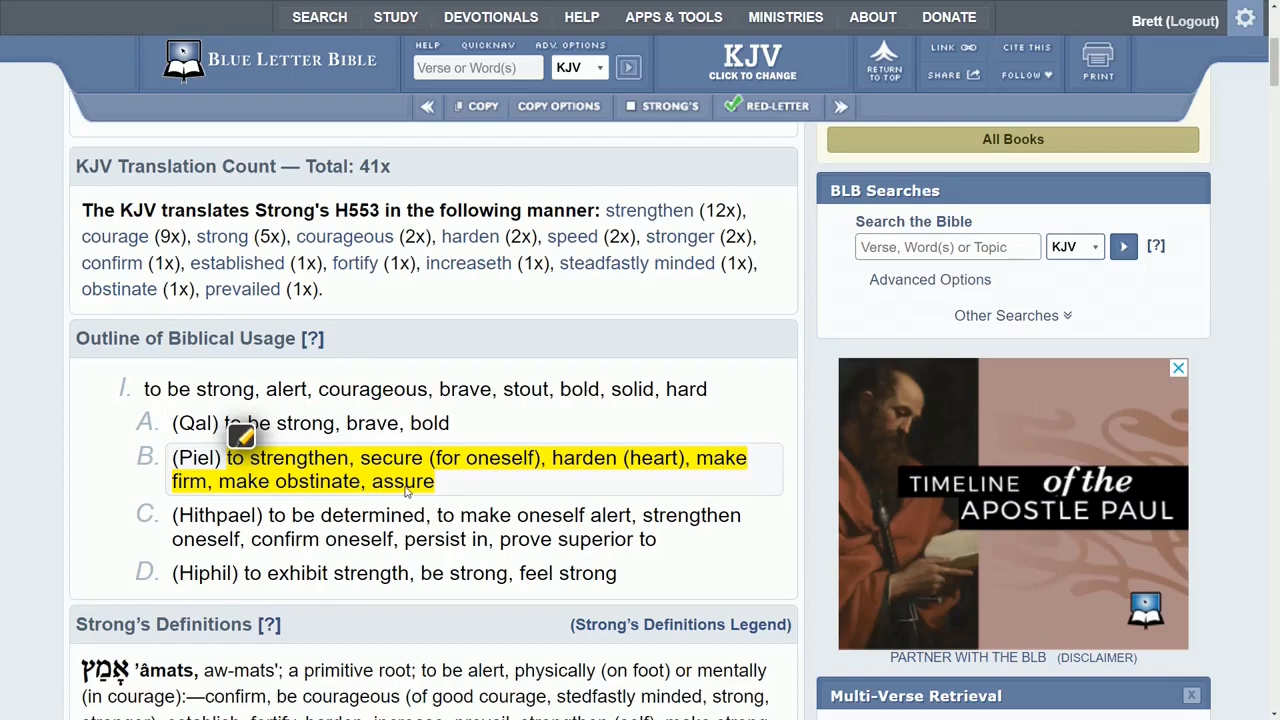 SEARCH STUDY DEVOTIONALS HELP APPS & TOOLS MINISTRIES ABOUT DONATE Brett (Logout)
BLUE LETTER BIBLE
HELP QUICKNAV ADV. OPTIONS
Verse or Word(s) KJV
KJV
CLICK TO CHANGE
RETURN
TO TOP
LINK CITE THIS
SHARE FOLLOW
PRINT
COPY COPY OPTIONS STRONG'S RED-LETTER
KJV Translation Count — Total: 41x
The KJV translates Strong's H553 in the following manner: strengthen (12x),
courage (9x), strong (5x), courageous (2x), harden (2x), speed (2x), stronger (2x),
confirm (1x), established (1x), fortify (1x), increaseth (1x), steadfastly minded (1x),
obstinate (1x), prevailed (1x).
Outline of Biblical Usage [?]
I. to be strong, alert, courageous, brave, stout, bold, solid, hard
A. (Qal) to be strong, brave, bold
B. (Piel) to strengthen, secure (for oneself), harden (heart), make
firm, make obstinate, assure
C. (Hithpael) to be determined, to make oneself alert, strengthen
oneself, confirm oneself, persist in, prove superior to
D. (Hiphil) to exhibit strength, be strong, feel strong
Strong's Definitions [?] (Strong's Definitions Legend)
אָמַץ ʼâmats, aw-mats'; a primitive root; to be alert, physically (on foot) or mentally
(in courage):—confirm, be courageous (of good courage, stedfastly minded, strong,
All Books
BLB Searches
Search the Bible
Verse, Word(s) or Topic KJV [?]
Advanced Options
Other Searches
TIMELINE of the
APOSTLE PAUL
PARTNER WITH THE BLB (DISCLAIMER)
Multi-Verse Retrieval x